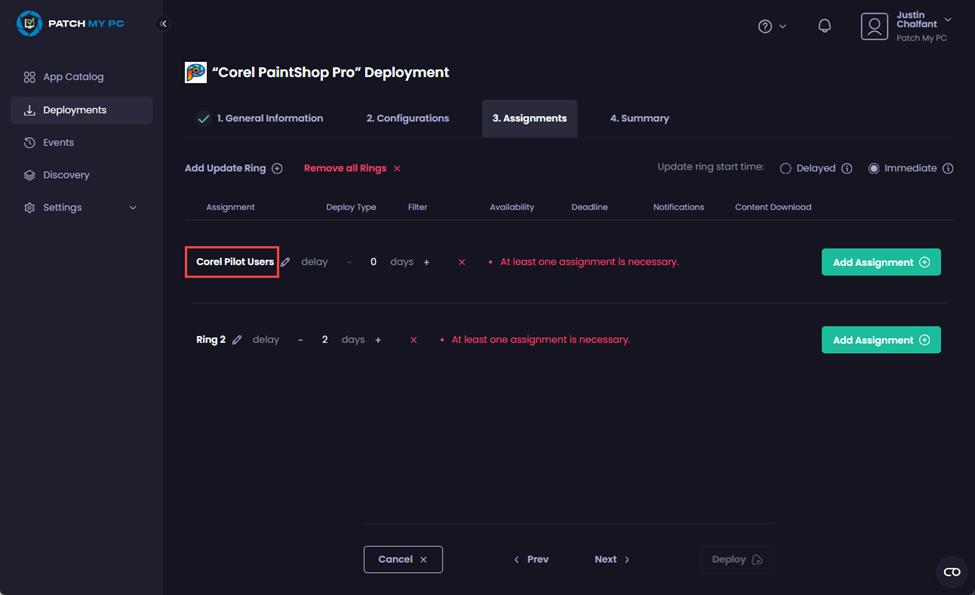 PATCH MY PC
Justin
Chalfant
Patch My PC
App Catalog
Deployments
Events
Discovery
Settings
“Corel PaintShop Pro” Deployment
1. General Information 2. Configurations 3. Assignments 4. Summary
Add Update Ring Remove all Rings × Update ring start time: Delayed Immediate
Assignment Deploy Type Filter Availability Deadline Notifications Content Download
Corel Pilot Users delay - 0 days + × • At least one assignment is necessary. Add Assignment
Ring 2 delay - 2 days + × • At least one assignment is necessary. Add Assignment
Cancel × < Prev Next > Deploy